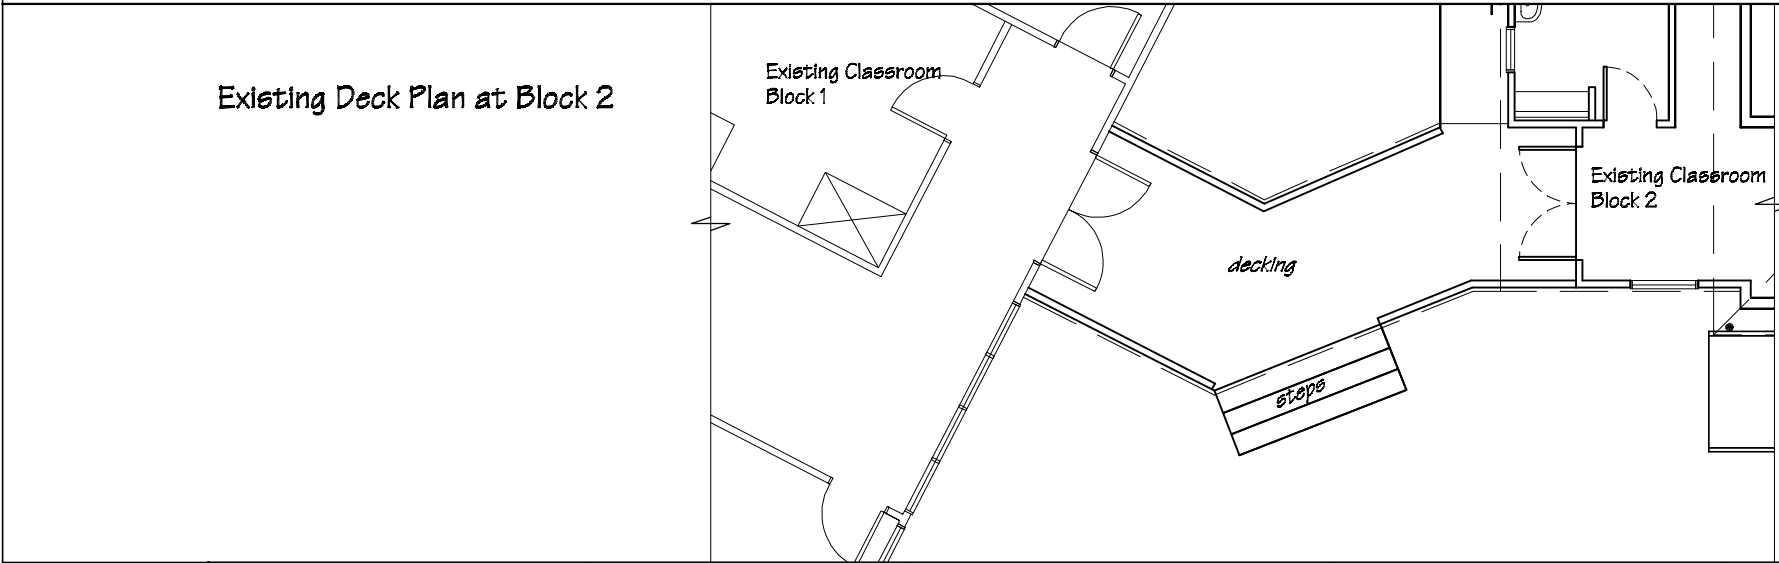 Existing Deck Plan at Block 2
Existing Classroom
Block 1
Existing Classroom
Block 2
decking
steps